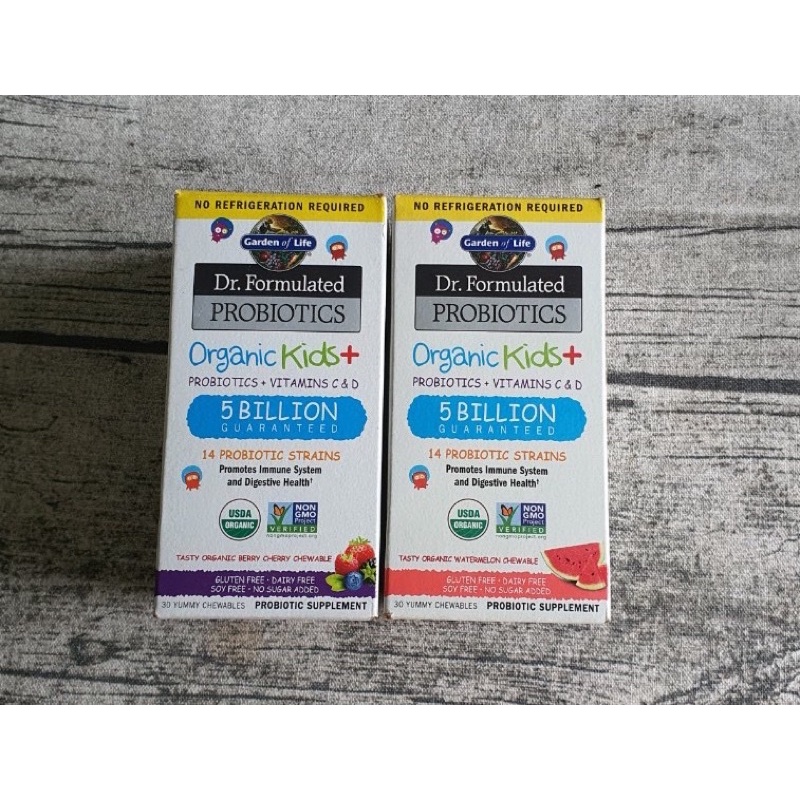 NO REFRIGERATION REQUIRED
Garden of Life
Dr. Formulated
PROBIOTICS
Organic Kids+
PROBIOTICS + VITAMINS C & D
5 BILLION
GUARANTEED
14 PROBIOTIC STRAINS
Promotes Immune System
and Digestive Health†
USDA
ORGANIC
NON
GMO
Project
VERIFIED
nongmoproject.org
TASTY ORGANIC BERRY CHERRY CHEWABLE
GLUTEN FREE · DAIRY FREE
SOY FREE · NO SUGAR ADDED
30 YUMMY CHEWABLES PROBIOTIC SUPPLEMENT
NO REFRIGERATION REQUIRED
Garden of Life
Dr. Formulated
PROBIOTICS
Organic Kids+
PROBIOTICS + VITAMINS C & D
5 BILLION
GUARANTEED
14 PROBIOTIC STRAINS
Promotes Immune System
and Digestive Health†
USDA
ORGANIC
NON
GMO
Project
VERIFIED
nongmoproject.org
TASTY ORGANIC WATERMELON CHEWABLE
GLUTEN FREE · DAIRY FREE
SOY FREE · NO SUGAR ADDED
30 YUMMY CHEWABLES PROBIOTIC SUPPLEMENT